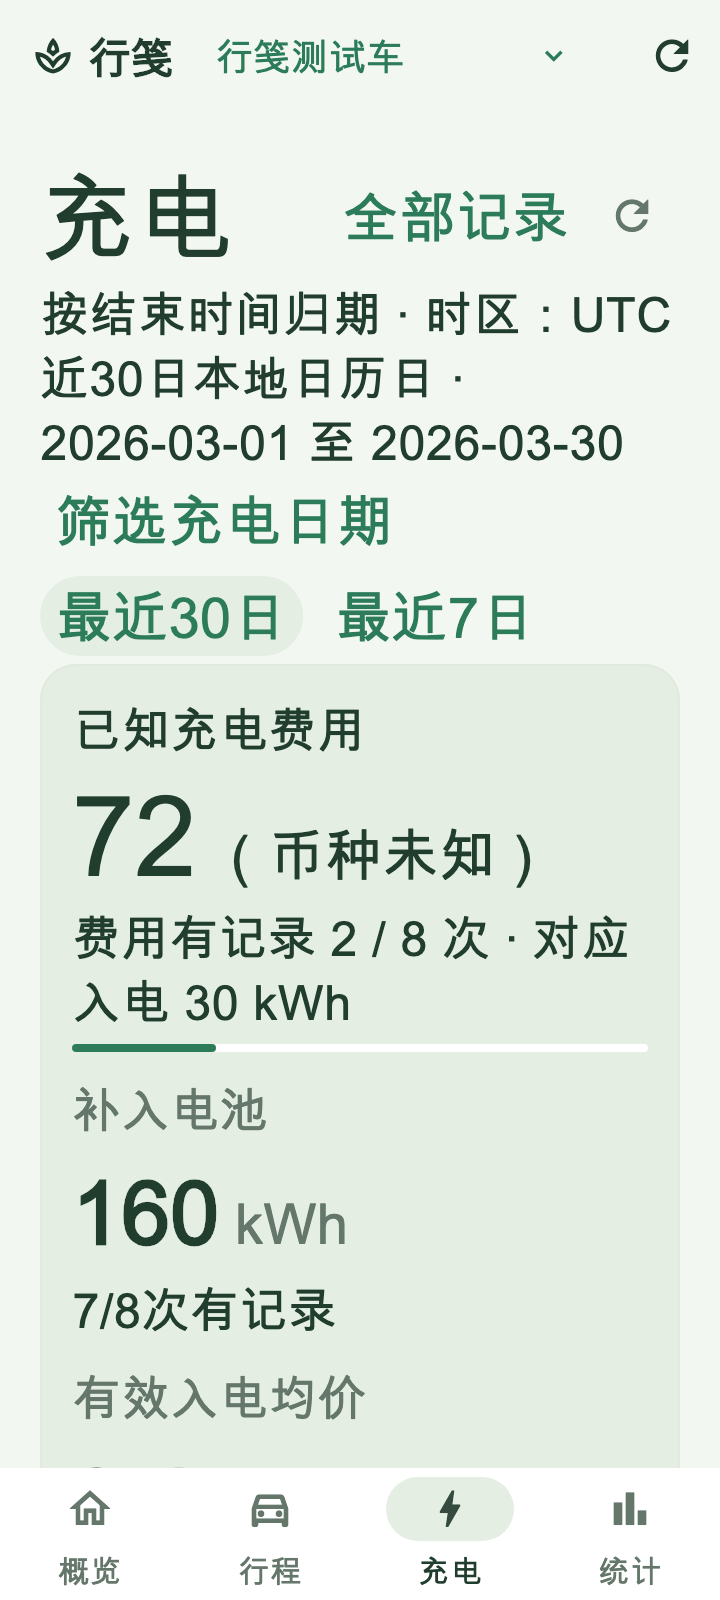 行笺 行笺测试车
充电 全部记录
按结束时间归期 · 时区：UTC
近30日本地日历日 ·
2026-03-01 至 2026-03-30
筛选充电日期
最近30日 最近7日
已知充电费用
72（币种未知）
费用有记录 2 / 8 次 · 对应
入电 30 kWh
补入电池
160 kWh
7/8次有记录
有效入电均价
概览 行程 充电 统计